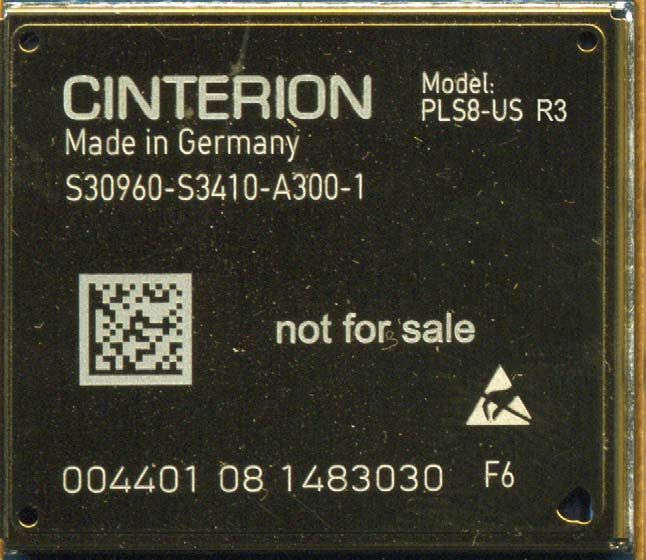 CINTERION
Model:
PLS8-US R3
Made in Germany
S30960-S3410-A300-1
not for sale
004401 08 1483030 F6